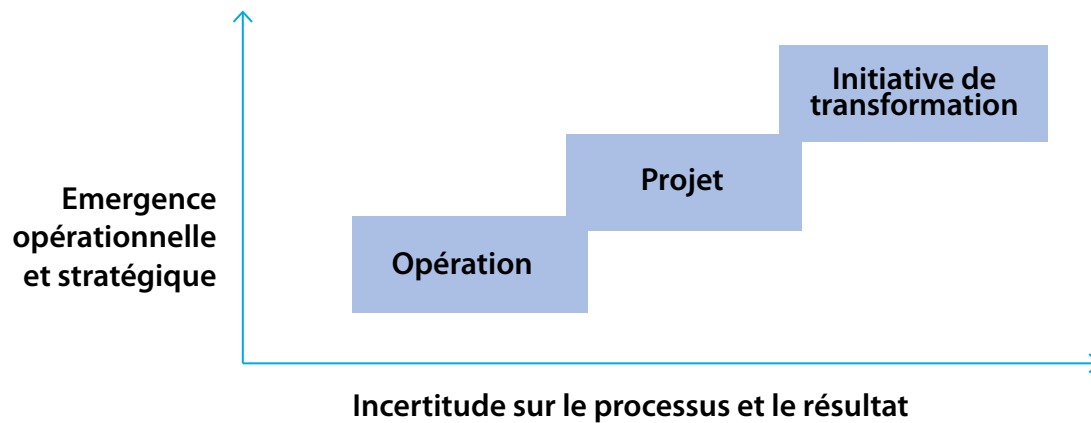 Initiative de
transformation
Projet
Emergence
opérationnelle
et stratégique
Opération
Incertitude sur le processus et le résultat